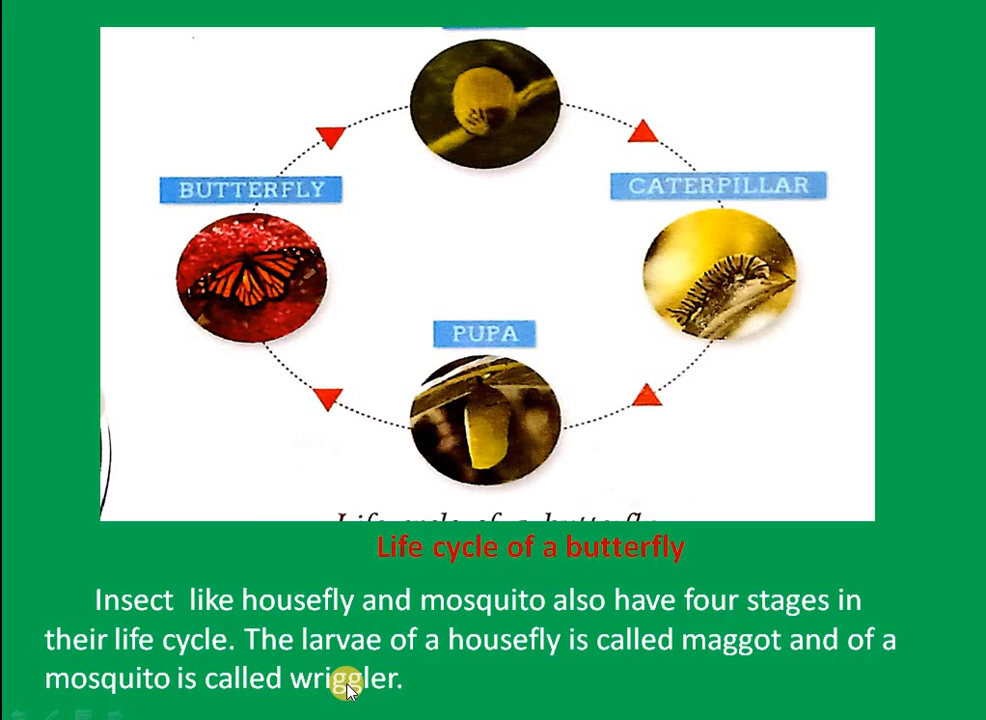 BUTTERFLY
CATERPILLAR
PUPA
Life cycle of a butterfly
Insect like housefly and mosquito also have four stages in
their life cycle. The larvae of a housefly is called maggot and of a
mosquito is called wriggler.